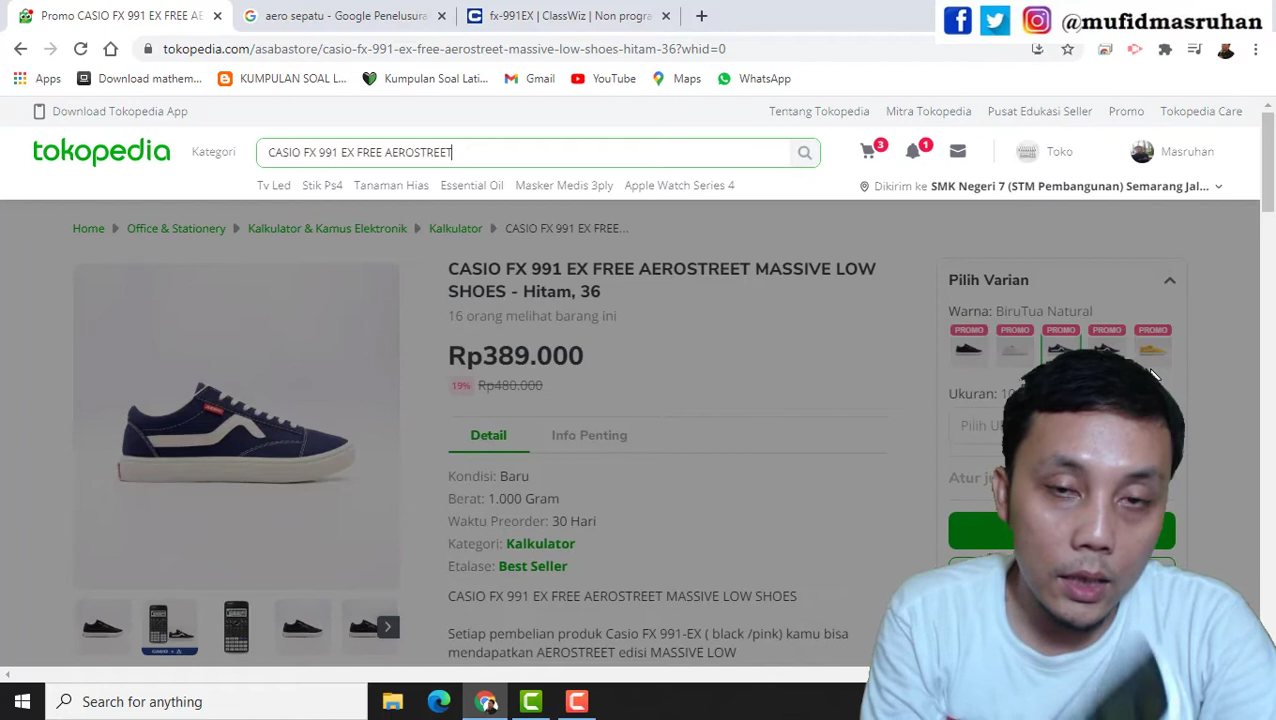 Promo CASIO FX 991 EX FREE AE
aero sepatu - Google Penelusura
fx-991EX | ClassWiz | Non progra
@mufidmasruhan
tokopedia.com/asabastore/casio-fx-991-ex-free-aerostreet-massive-low-shoes-hitam-36?whid=0
Apps
Download mathem...
KUMPULAN SOAL L...
Kumpulan Soal Lati...
Gmail
YouTube
Maps
WhatsApp
Download Tokopedia App
Tentang Tokopedia
Mitra Tokopedia
Pusat Edukasi Seller
Promo
Tokopedia Care
tokopedia
Kategori
CASIO FX 991 EX FREE AEROSTREET
3
1
Toko
Masruhan
Tv Led
Stik Ps4
Tanaman Hias
Essential Oil
Masker Medis 3ply
Apple Watch Series 4
Dikirim ke SMK Negeri 7 (STM Pembangunan) Semarang Jal...
Home
Office & Stationery
Kalkulator & Kamus Elektronik
Kalkulator
CASIO FX 991 EX FREE...
CASIO FX 991 EX FREE AEROSTREET MASSIVE LOW
SHOES - Hitam, 36
16 orang melihat barang ini
Rp389.000
19% Rp480.000
Detail
Info Penting
Kondisi: Baru
Berat: 1.000 Gram
Waktu Preorder: 30 Hari
Kategori: Kalkulator
Etalase: Best Seller
CASIO FX 991 EX FREE AEROSTREET MASSIVE LOW SHOES
Setiap pembelian produk Casio FX 991-EX ( black /pink) kamu bisa
mendapatkan AEROSTREET edisi MASSIVE LOW
Pilih Varian
Warna: BiruTua Natural
PROMO
PROMO
PROMO
PROMO
PROMO
Ukuran:
Pilih
Atur
Search for anything